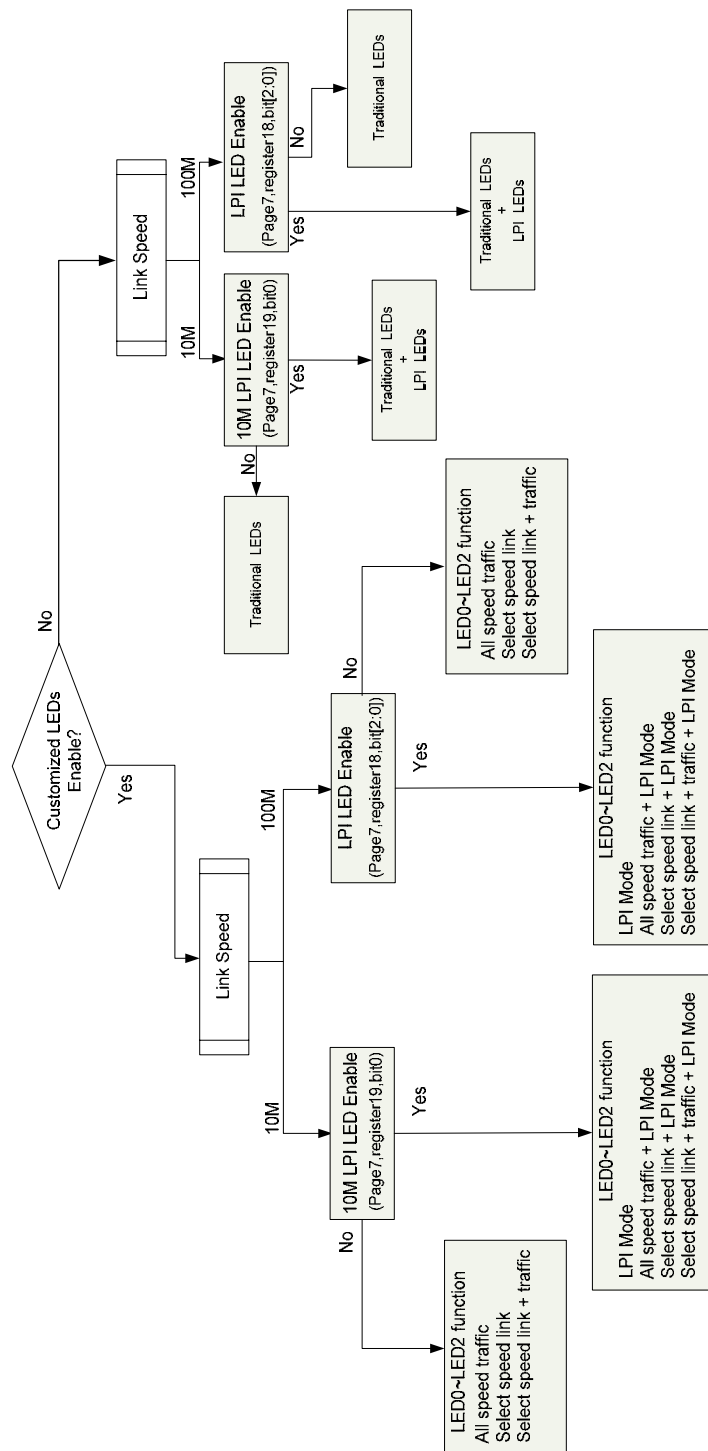 Customized LEDs
Enable?
Yes
No
Link Speed
10M
100M
10M LPI LED Enable
(Page7,register19,bit0)
No
Yes
LED0~LED2 function
All speed traffic
Select speed link
Select speed link + traffic
LED0~LED2 function
LPI Mode
All speed traffic + LPI Mode
Select speed link + LPI Mode
Select speed link + traffic + LPI Mode
LPI LED Enable
(Page7,register18,bit[2:0])
Yes
No
LED0~LED2 function
LPI Mode
All speed traffic + LPI Mode
Select speed link + LPI Mode
Select speed link + traffic + LPI Mode
LED0~LED2 function
All speed traffic
Select speed link
Select speed link + traffic
Link Speed
10M
100M
10M LPI LED Enable
(Page7,register19,bit0)
No
Yes
Traditional LEDs
Traditional LEDs
+
LPI LEDs
LPI LED Enable
(Page7,register18,bit[2:0])
Yes
No
Traditional LEDs
+
LPI LEDs
Traditional LEDs